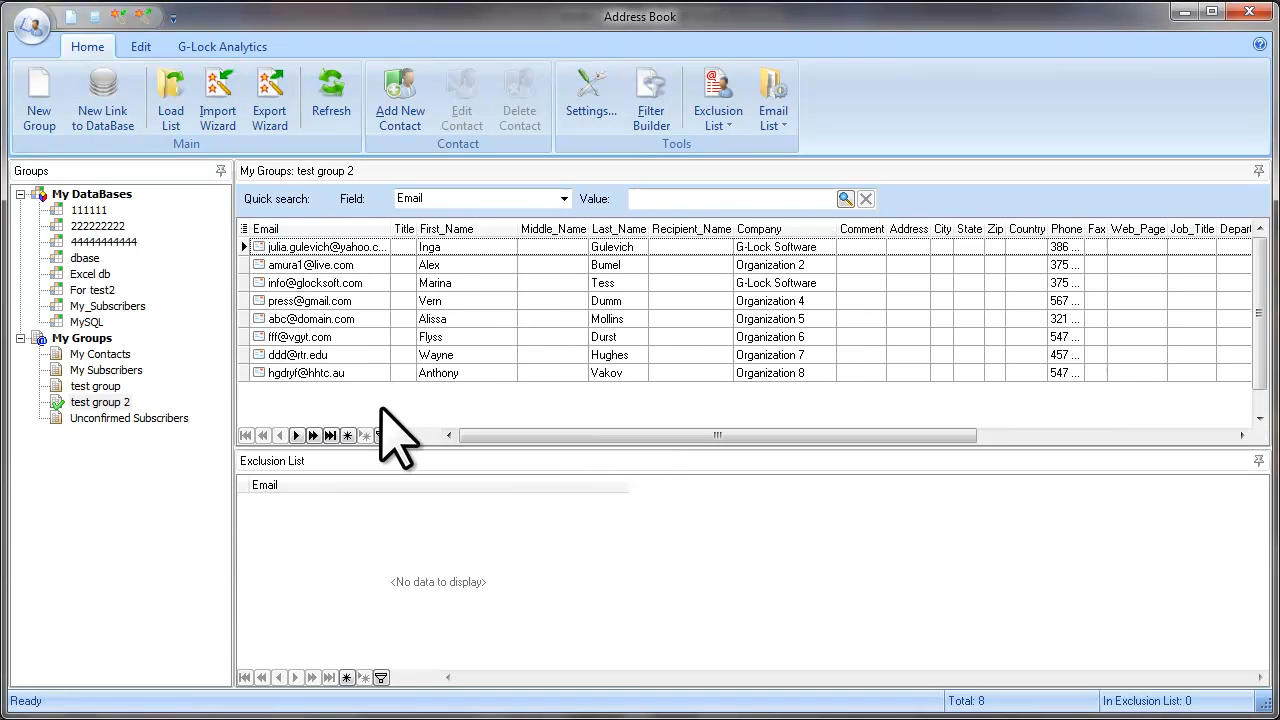 Address Book
Home Edit G-Lock Analytics
New Group
New Link to DataBase
Load List
Import Wizard
Export Wizard
Refresh
Add New Contact
Edit Contact
Delete Contact
Settings...
Filter Builder
Exclusion List
Email List
Main Contact Tools
Groups
My DataBases
111111
222222222
44444444444
dbase
Excel db
For test2
My_Subscribers
MySQL
My Groups
My Contacts
My Subscribers
test group
test group 2
Unconfirmed Subscribers
My Groups: test group 2
Quick search: Field: Email Value:
Email Title First_Name Middle_Name Last_Name Recipient_Name Company Comment Address City State Zip Country Phone Fax Web_Page Job_Title Depart
julia.gulevich@yahoo.c... Inga Gulevich G-Lock Software 386 ...
amura1@live.com Alex Bumel Organization 2 375 ...
info@glocksoft.com Marina Tess G-Lock Software 375 ...
press@gmail.com Vern Dumm Organization 4 567 ...
abc@domain.com Alissa Mollins Organization 5 321 ...
fff@vgyt.com Flyss Durst Organization 6 547 ...
ddd@rtr.edu Wayne Hughes Organization 7 457 ...
hgdryf@hhtc.au Anthony Vakov Organization 8 547 ...
Exclusion List
Email
<No data to display>
Ready Total: 8 In Exclusion List: 0